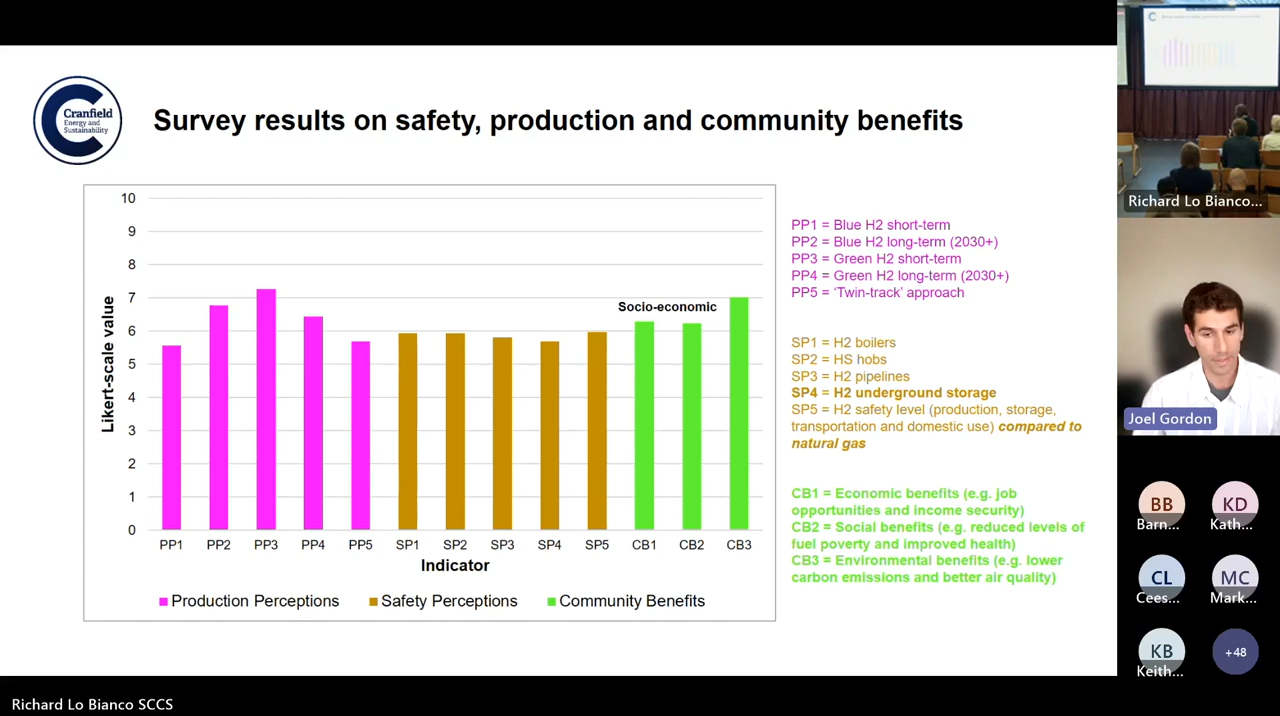 Cranfield
Energy and
Sustainability
Survey results on safety, production and community benefits
10
9
8
7
6
5
4
3
2
1
0
Likert-scale value
Socio-economic
PP1 PP2 PP3 PP4 PP5 SP1 SP2 SP3 SP4 SP5 CB1 CB2 CB3
Indicator
Production Perceptions Safety Perceptions Community Benefits
PP1 = Blue H2 short-term
PP2 = Blue H2 long-term (2030+)
PP3 = Green H2 short-term
PP4 = Green H2 long-term (2030+)
PP5 = ‘Twin-track’ approach
SP1 = H2 boilers
SP2 = HS hobs
SP3 = H2 pipelines
SP4 = H2 underground storage
SP5 = H2 safety level (production, storage,
transportation and domestic use) compared to
natural gas
CB1 = Economic benefits (e.g. job
opportunities and income security)
CB2 = Social benefits (e.g. reduced levels of
fuel poverty and improved health)
CB3 = Environmental benefits (e.g. lower
carbon emissions and better air quality)
Richard Lo Bianco...
Joel Gordon
BB KD
Barn... Kath...
CL MC
Cees... Mark...
KB +48
Keith...
Richard Lo Bianco SCCS